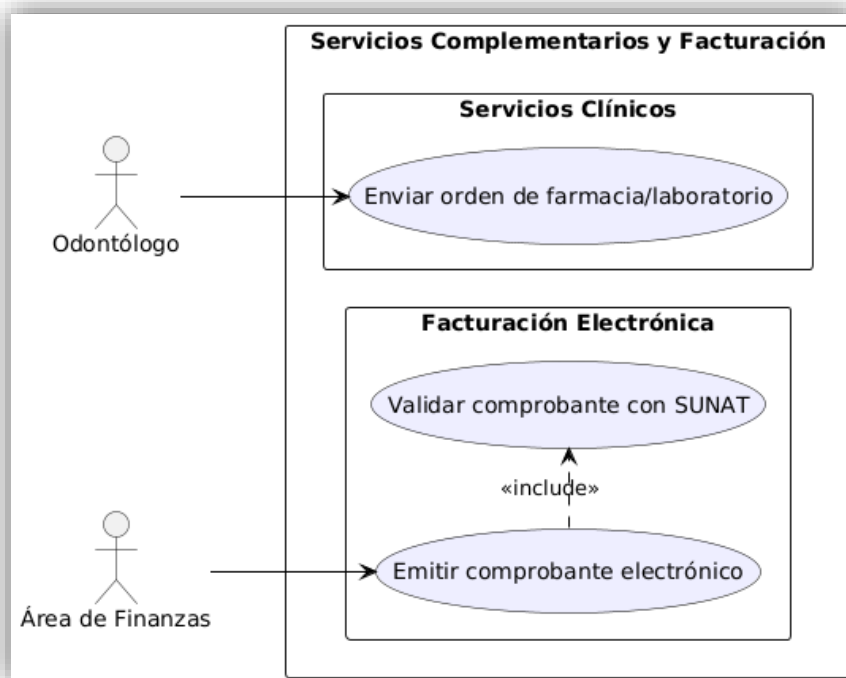 Servicios Complementarios y Facturación
Servicios Clínicos
Enviar orden de farmacia/laboratorio
Odontólogo
Facturación Electrónica
Validar comprobante con SUNAT
«include»
Emitir comprobante electrónico
Área de Finanzas